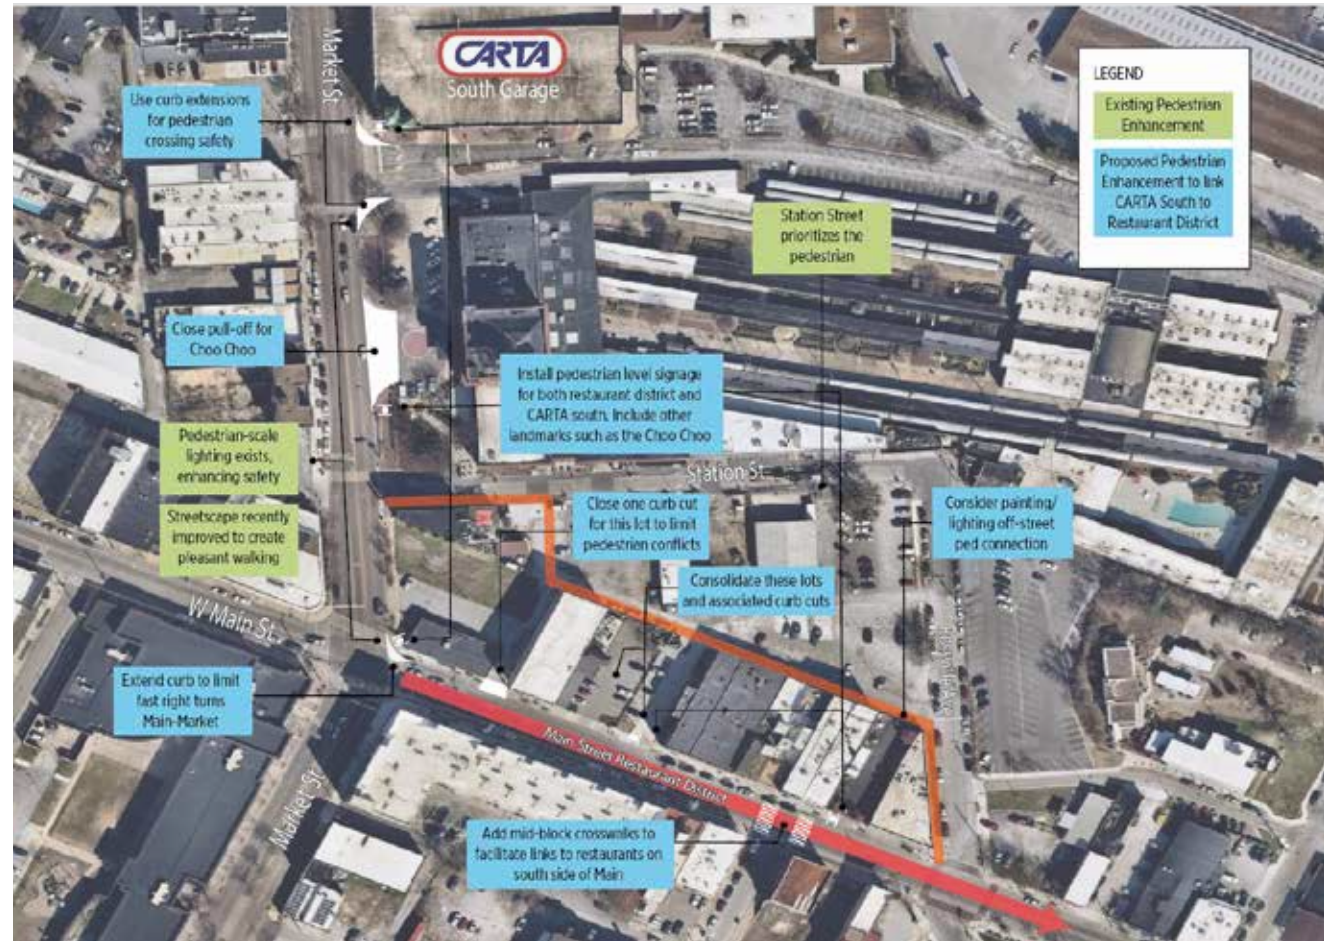 Market St.
CARTA
South Garage
LEGEND
Existing Pedestrian
Enhancement
Proposed Pedestrian
Enhancement to link
CARTA South to
Restaurant District
Use curb extensions
for pedestrian
crossing safety
Station Street
prioritizes the
pedestrian
Close pull-off for
Choo Choo
Install pedestrian level signage
for both restaurant district and
CARTA south. Include other
landmarks such as the Choo Choo
Pedestrian-scale
lighting exists,
enhancing safety
Streetscape recently
improved to create
pleasant walking
Station St.
Close one curb cut
for this lot to limit
pedestrian conflicts
Consider painting/
lighting off-street
ped connection
Consolidate these lots
and associated curb cuts
W Main St.
Extend curb to limit
fast right turns
Main-Market
Main Street Restaurant District
Market St.
Add mid-block crosswalks to
facilitate links to restaurants on
south side of Main